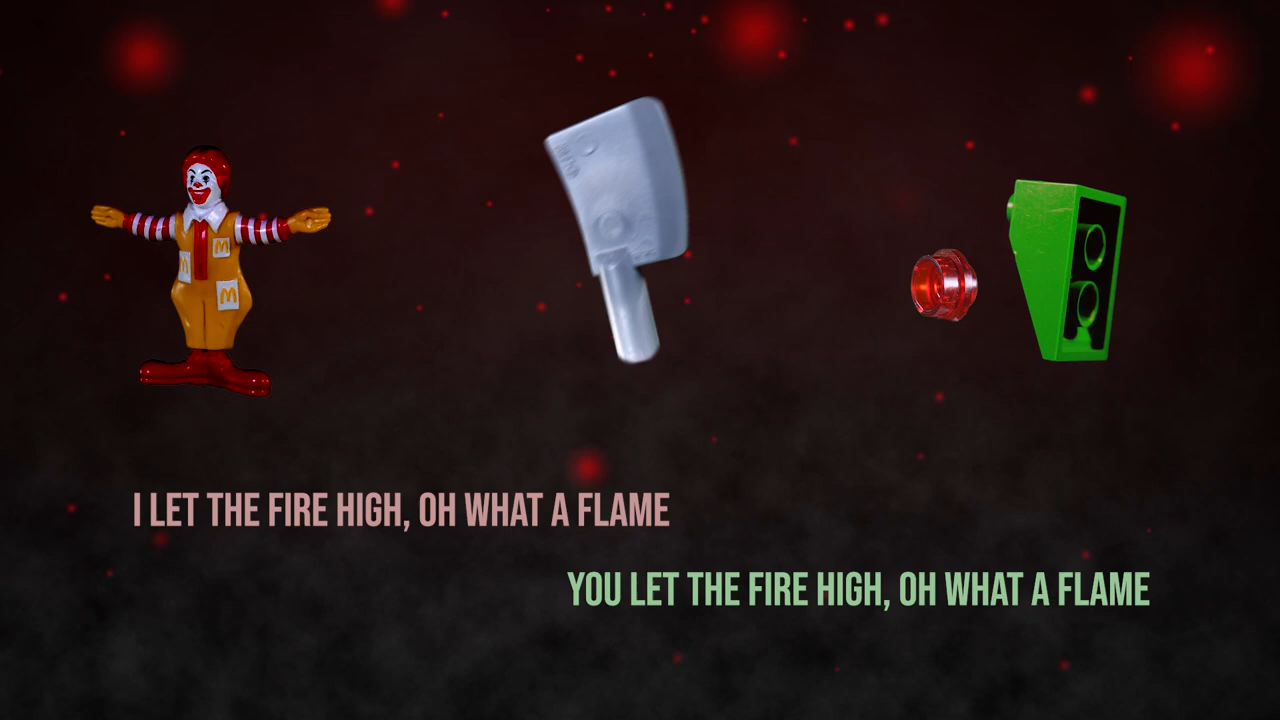 M
M
M
I LET THE FIRE HIGH, OH WHAT A FLAME
YOU LET THE FIRE HIGH, OH WHAT A FLAME